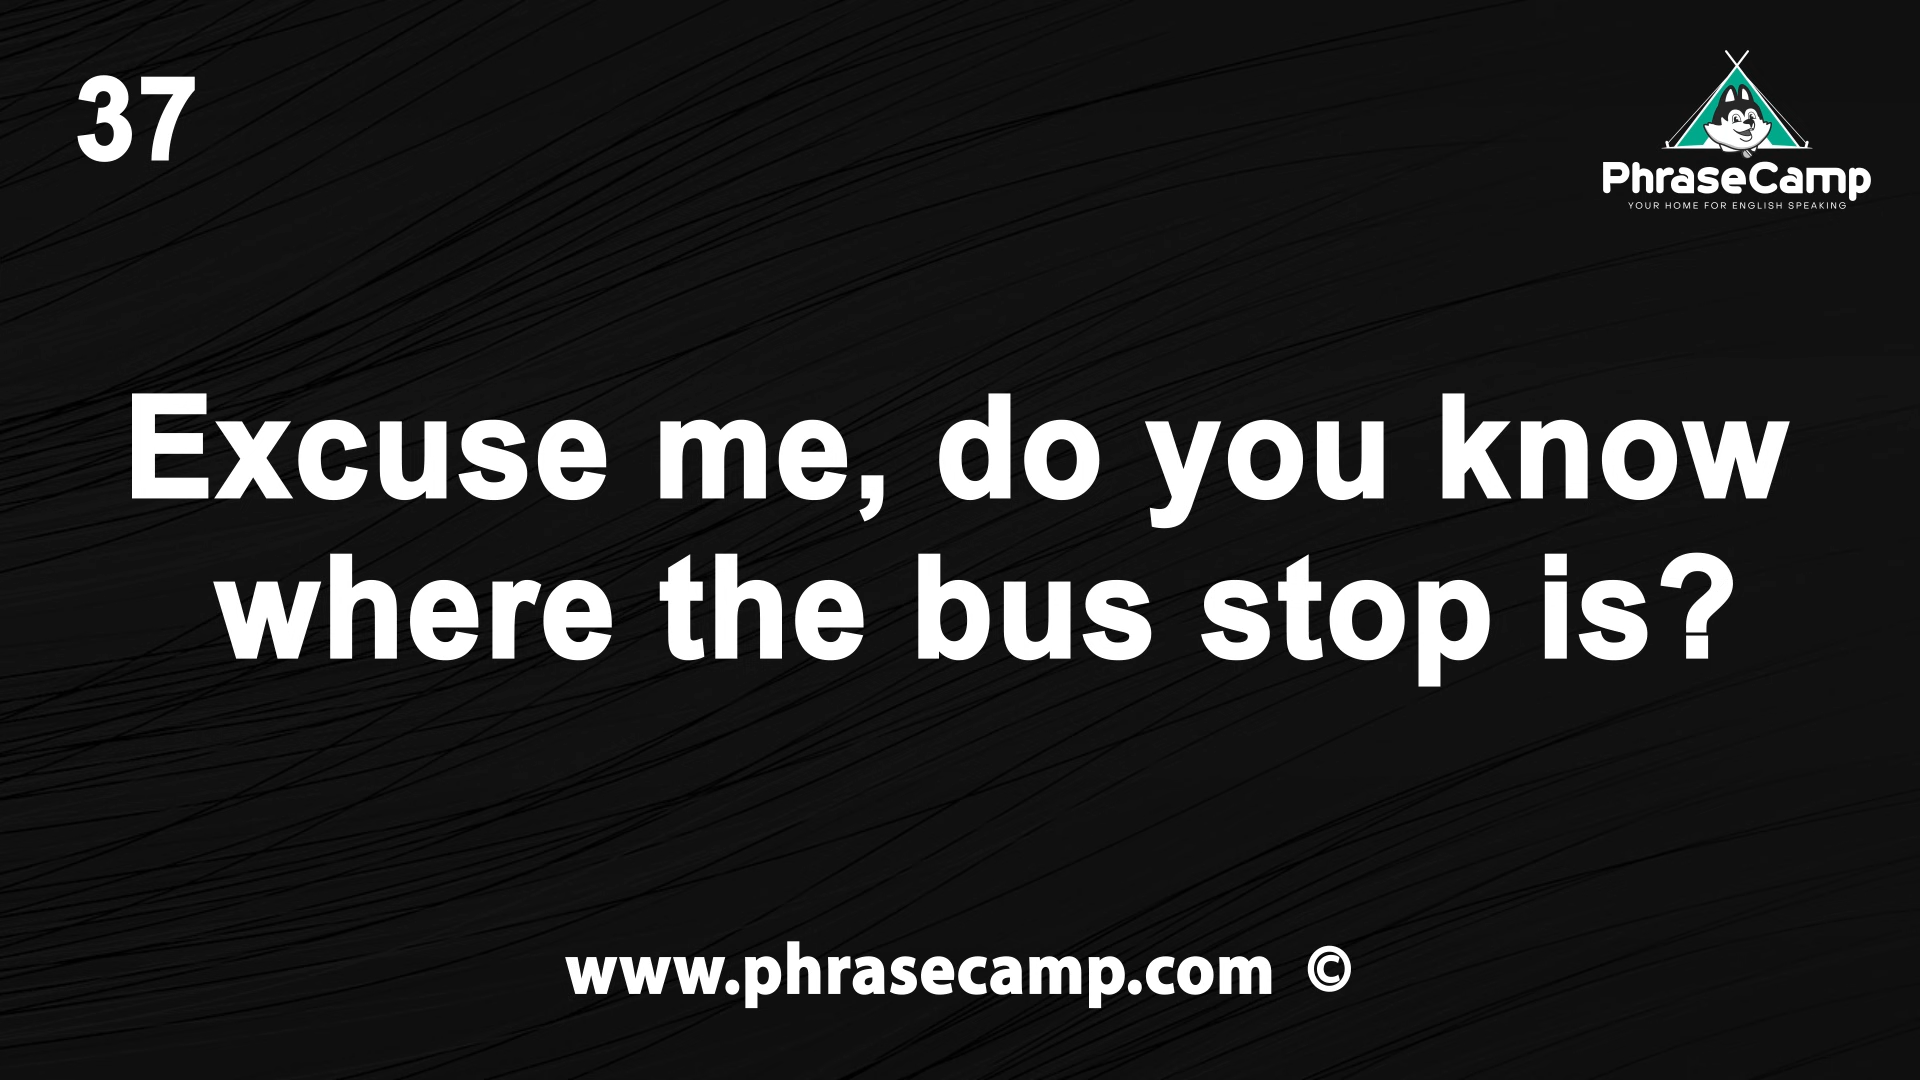 37
PhraseCamp
YOUR HOME FOR ENGLISH SPEAKING
Excuse me, do you know
where the bus stop is?
www.phrasecamp.com ©